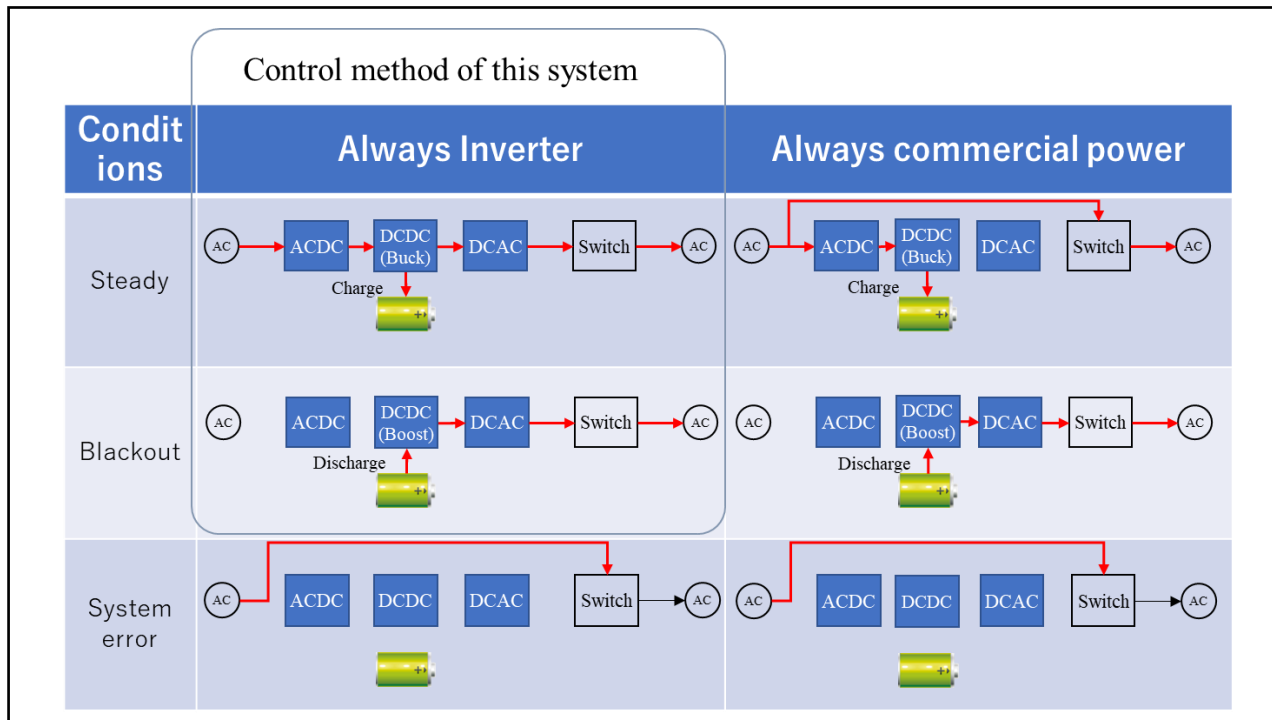 Control method of this system
Condit
ions
Always Inverter
Always commercial power
Steady
AC
ACDC
DCDC
(Buck)
DCAC
Switch
AC
Charge
AC
ACDC
DCDC
(Buck)
DCAC
Switch
AC
Charge
Blackout
AC
ACDC
DCDC
(Boost)
DCAC
Switch
AC
Discharge
AC
ACDC
DCDC
(Boost)
DCAC
Switch
AC
Discharge
System
error
AC
ACDC
DCDC
DCAC
Switch
AC
AC
ACDC
DCDC
DCAC
Switch
AC